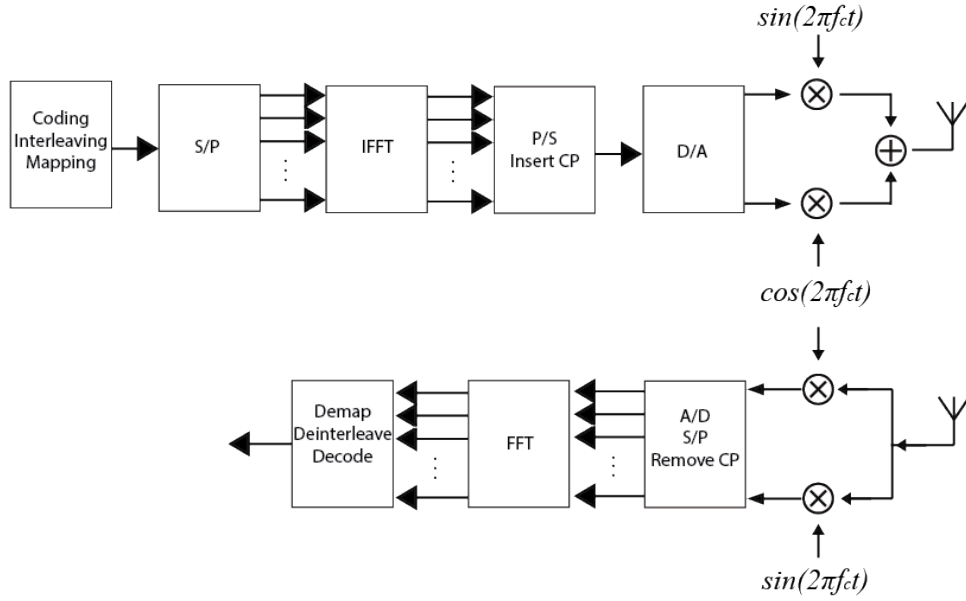 sin(2πfct)
Coding
Interleaving
Mapping
S/P
IFFT
P/S
Insert CP
D/A
cos(2πfct)
Demap
Deinterleave
Decode
FFT
A/D
S/P
Remove CP
sin(2πfct)